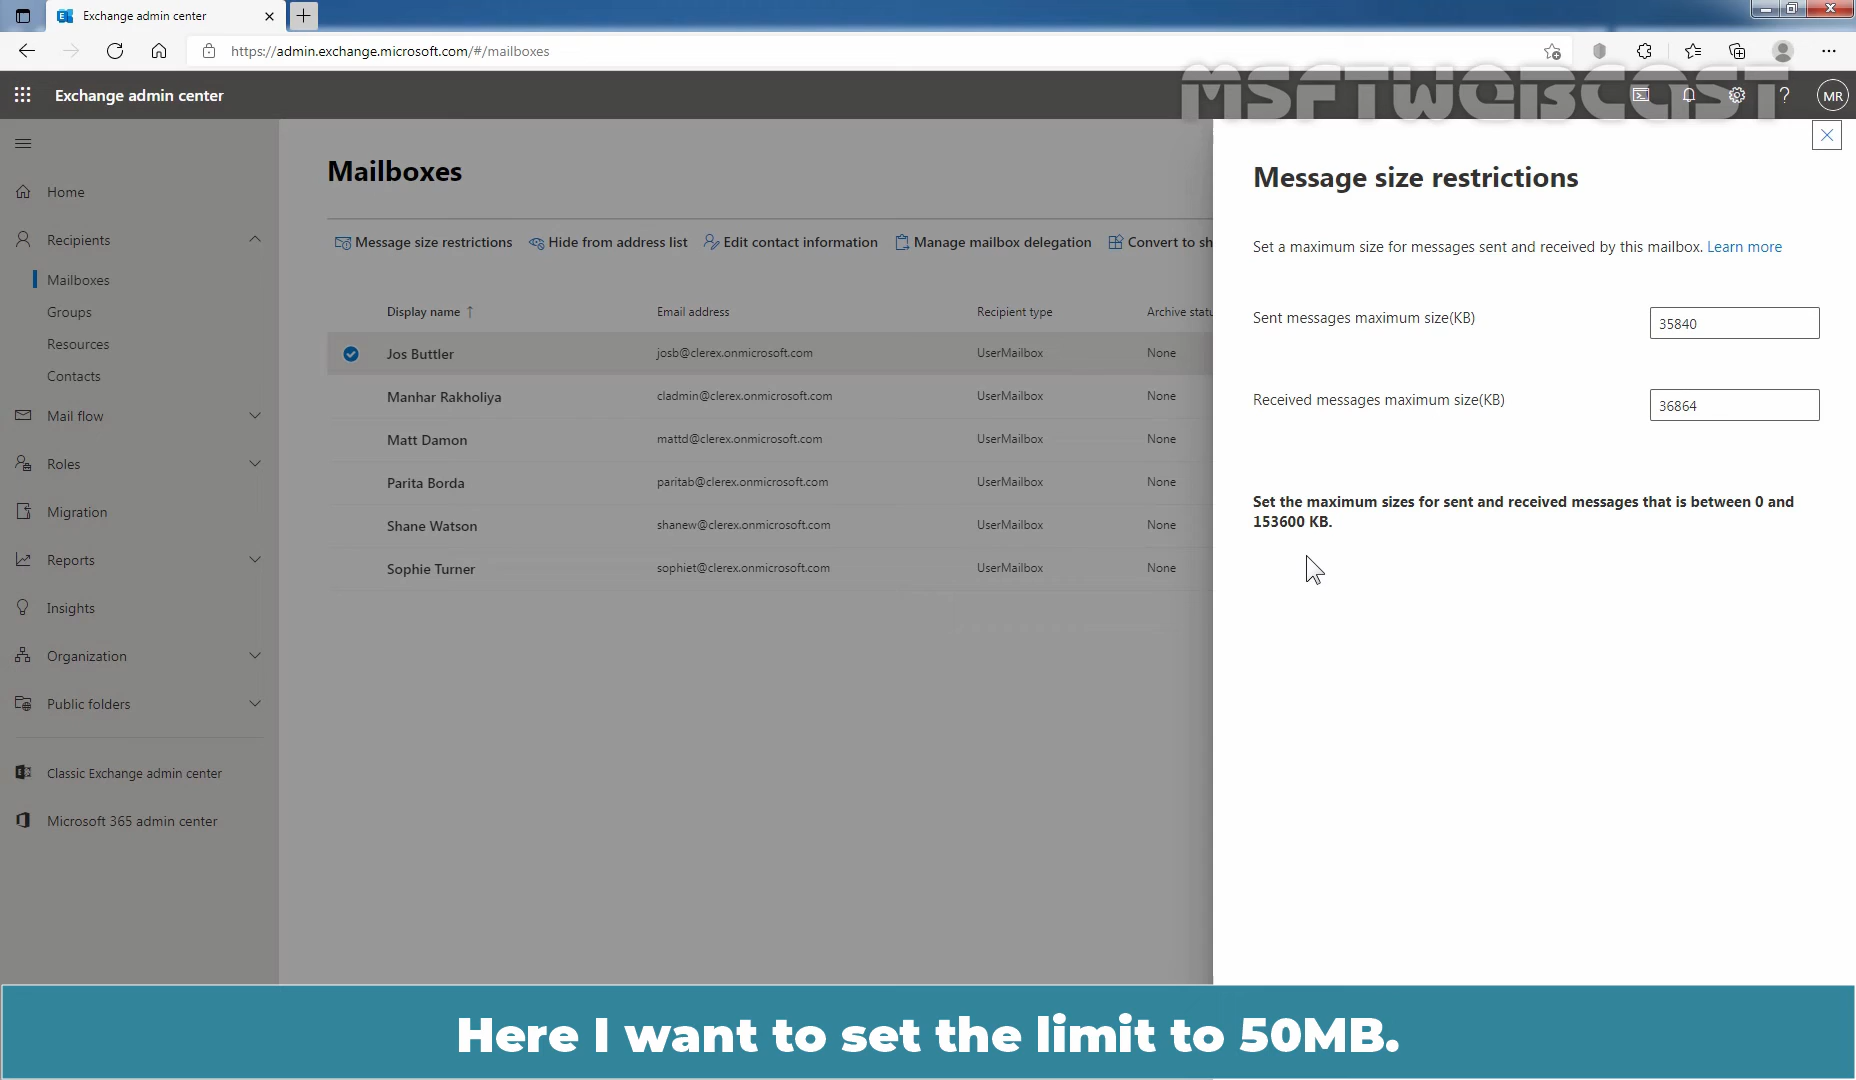 Exchange admin center
https://admin.exchange.microsoft.com/#/mailboxes
Exchange admin center
MSFTWEBCAST
MR
Home
Recipients
Mailboxes
Groups
Resources
Contacts
Mail flow
Roles
Migration
Reports
Insights
Organization
Public folders
Classic Exchange admin center
Microsoft 365 admin center
Mailboxes
Message size restrictions Hide from address list Edit contact information Manage mailbox delegation Convert to sh
Display name ↑ Email address Recipient type Archive statu
Jos Buttler josb@clerex.onmicrosoft.com UserMailbox None
Manhar Rakholiya cladmin@clerex.onmicrosoft.com UserMailbox None
Matt Damon mattd@clerex.onmicrosoft.com UserMailbox None
Parita Borda paritab@clerex.onmicrosoft.com UserMailbox None
Shane Watson shanew@clerex.onmicrosoft.com UserMailbox None
Sophie Turner sophiet@clerex.onmicrosoft.com UserMailbox None
Message size restrictions
Set a maximum size for messages sent and received by this mailbox. Learn more
Sent messages maximum size(KB) 35840
Received messages maximum size(KB) 36864
Set the maximum sizes for sent and received messages that is between 0 and
153600 KB.
Here I want to set the limit to 50MB.